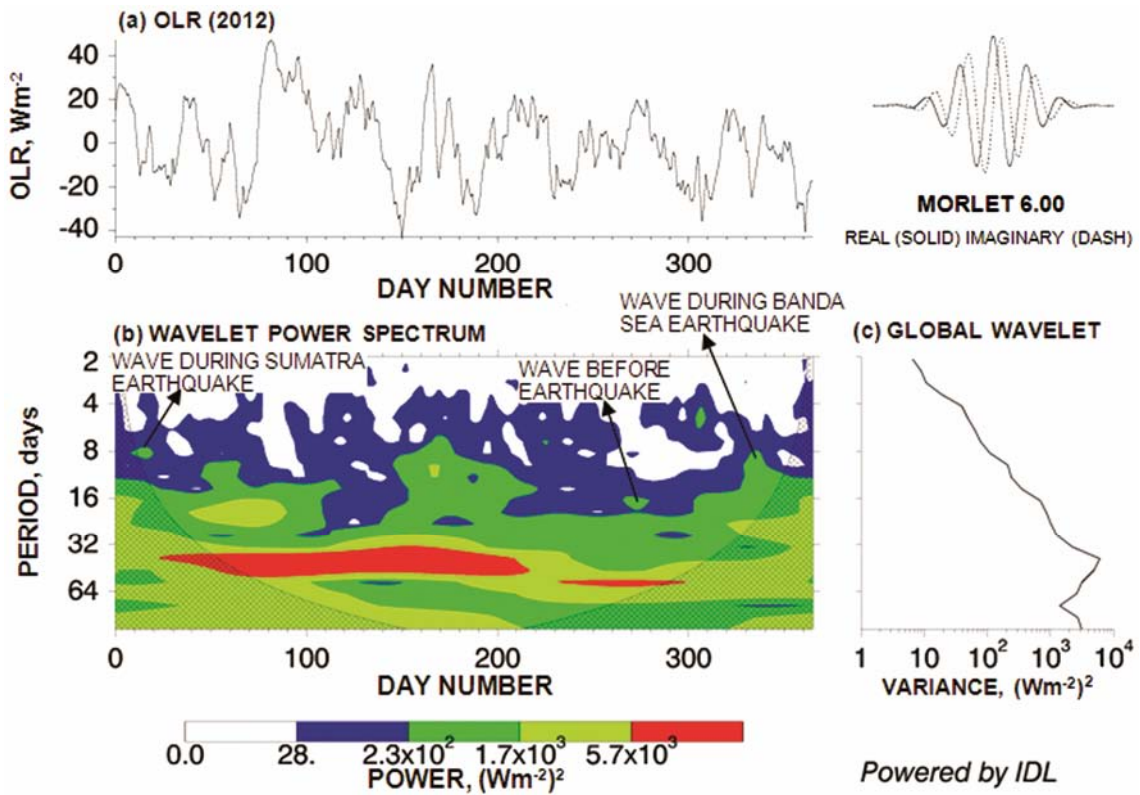 (a) OLR (2012)
OLR, Wm-2
40
20
0
-20
-40
0 100 200 300
DAY NUMBER
MORLET 6.00
REAL (SOLID) IMAGINARY (DASH)
WAVE DURING BANDA
SEA EARTHQUAKE
(b) WAVELET POWER SPECTRUM
WAVE DURING SUMATRA
EARTHQUAKE
WAVE BEFORE
EARTHQUAKE
PERIOD, days
2
4
8
16
32
64
0 100 200 300
DAY NUMBER
(c) GLOBAL WAVELET
1 10 10² 10³ 10⁴
VARIANCE, (Wm-2)²
0.0 28. 2.3x10² 1.7x10³ 5.7x10³
POWER, (Wm-2)²
Powered by IDL